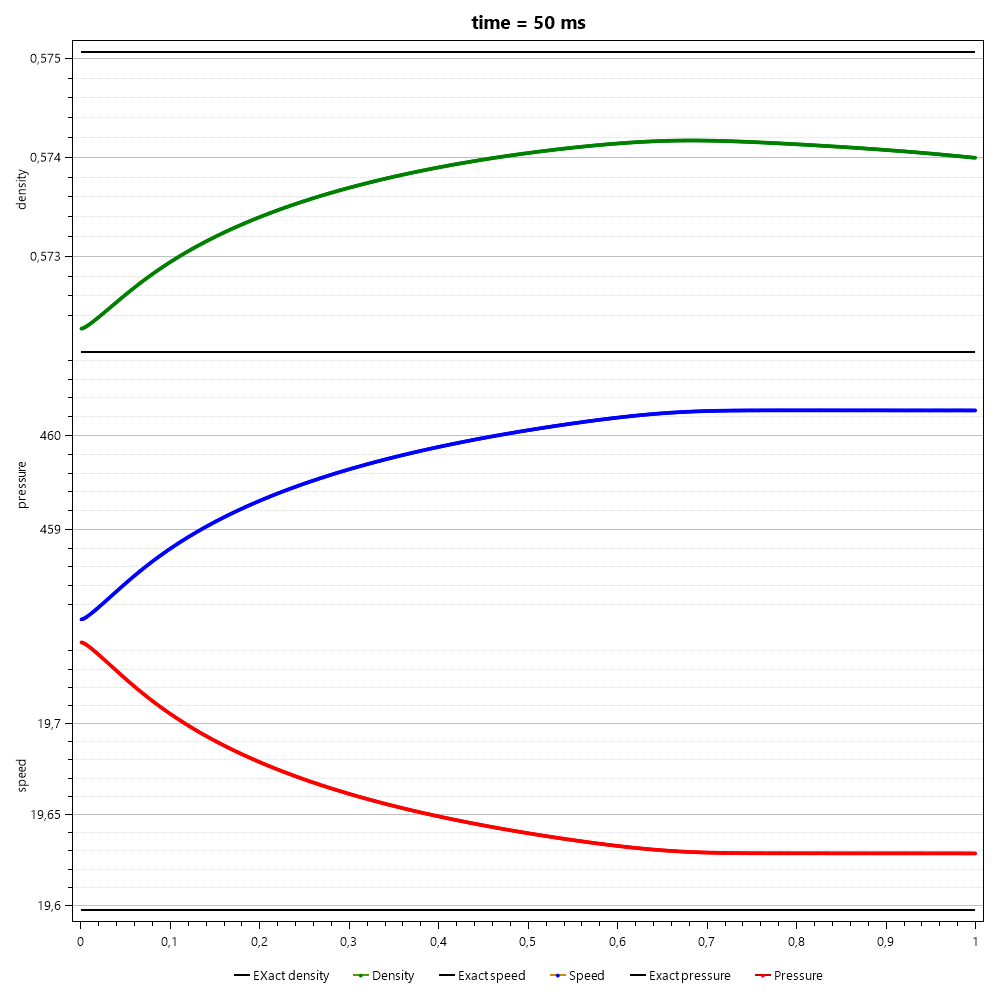 time = 50 ms
0,575
0,574
density
0,573
460
pressure
459
19,7
speed
19,65
19,6
0 0,1 0,2 0,3 0,4 0,5 0,6 0,7 0,8 0,9 1
EXact density Density Exact speed Speed Exact pressure Pressure